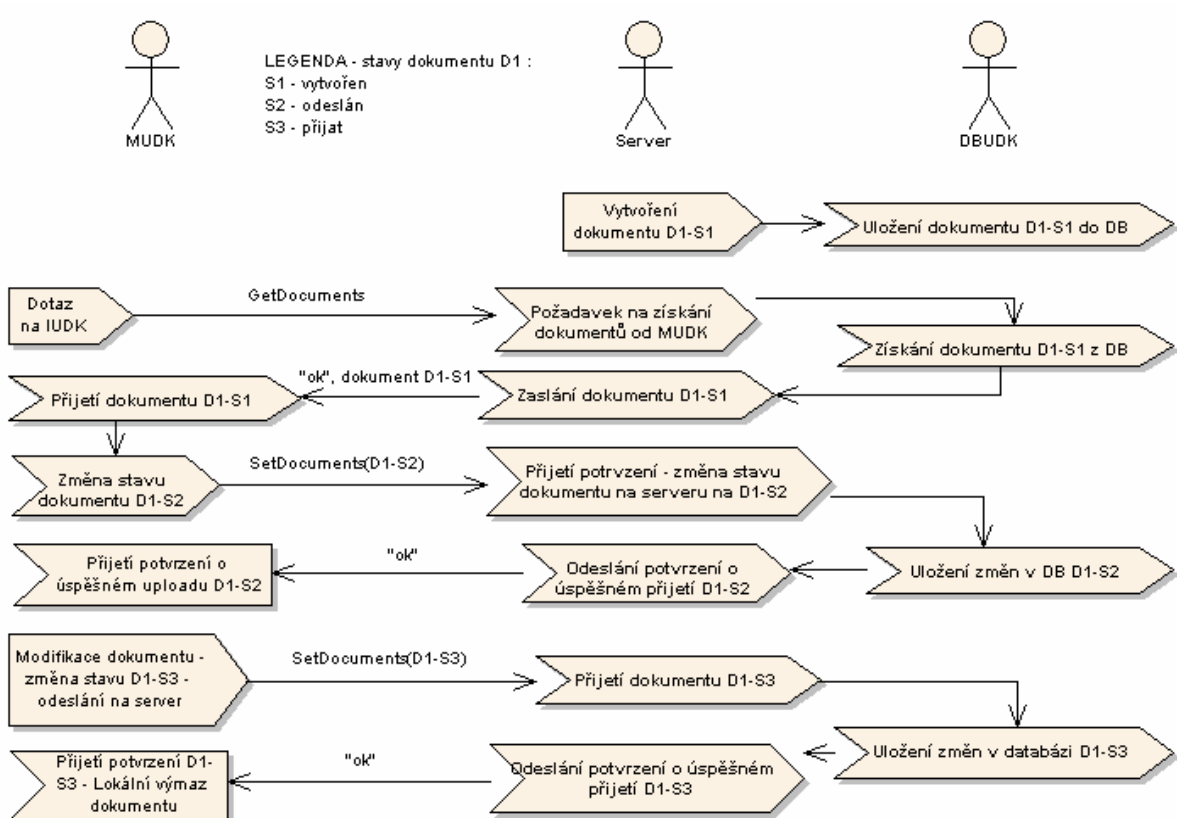 LEGENDA - stavy dokumentu D1 :
S1 - vytvořen
S2 - odeslán
S3 - přijat
MUDK
Server
DBUDK
Vytvoření
dokumentu D1-S1
Uložení dokumentu D1-S1 do DB
Dotaz
na IUDK
GetDocuments
Požadavek na získání
dokumentů od MUDK
Získání dokumentu D1-S1 z DB
Přijetí dokumentu D1-S1
"ok", dokument D1-S1
Zaslání dokumentu D1-S1
Změna stavu
dokumentu D1-S2
SetDocuments(D1-S2)
Přijetí potrvzení - změna stavu
dokumentu na serveru na D1-S2
Přijetí potvrzení o
úspěšném uploadu D1-S2
"ok"
Odeslání potvrzení o
úspěšném přijetí D1-S2
Uložení změn v DB D1-S2
Modifikace dokumentu -
změna stavu D1-S3 -
odeslání na server
SetDocuments(D1-S3)
Přijetí dokumentu D1-S3
Uložení změn v databázi D1-S3
Přijetí potvrzení D1-
S3 - Lokální výmaz
dokumentu
"ok"
Odeslání potvrzení o úspěšném
přijetí D1-S3